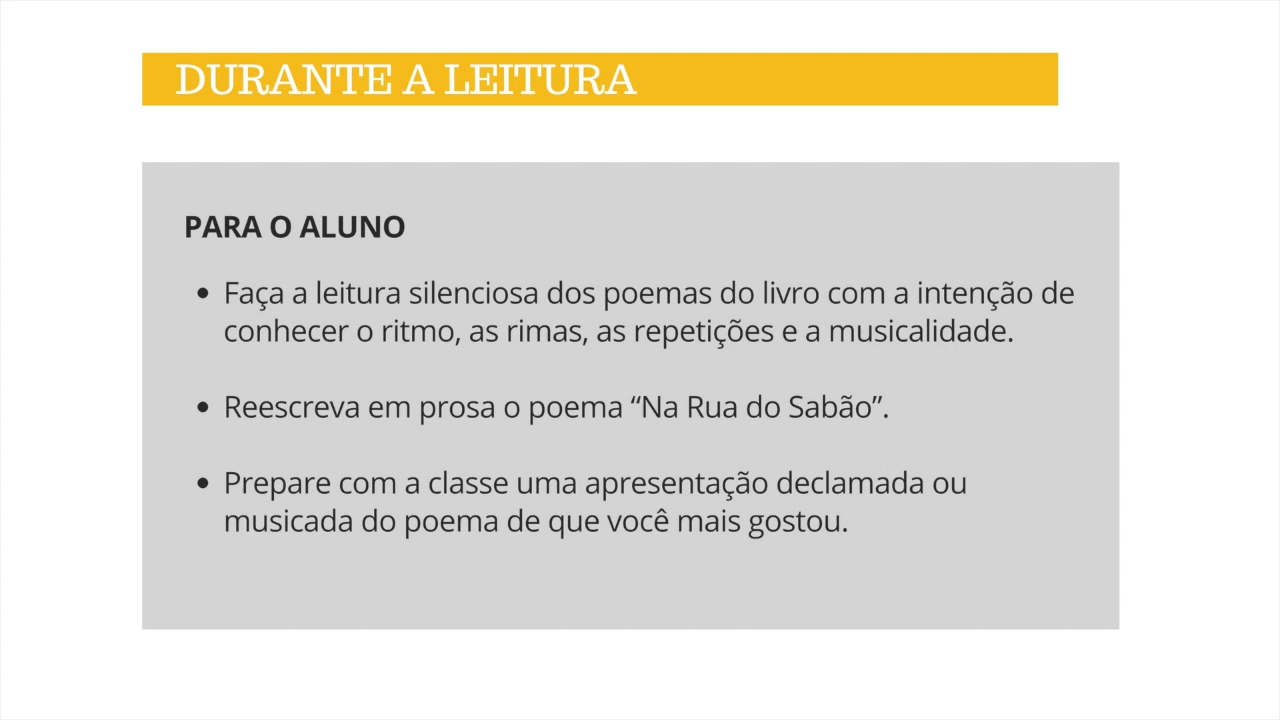 DURANTE A LEITURA
PARA O ALUNO
• Faça a leitura silenciosa dos poemas do livro com a intenção de
conhecer o ritmo, as rimas, as repetições e a musicalidade.
• Reescreva em prosa o poema “Na Rua do Sabão”.
• Prepare com a classe uma apresentação declamada ou
musicada do poema de que você mais gostou.